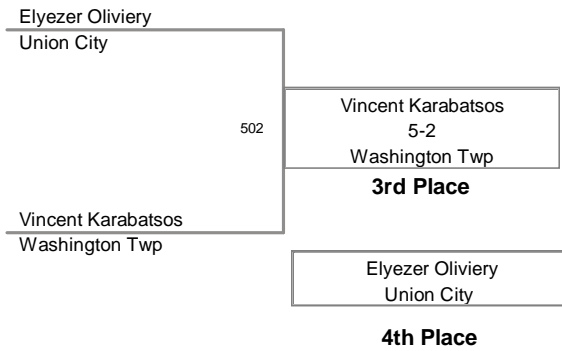 Elyezer Oliviery
Union City
502
Vincent Karabatsos
5-2
Washington Twp
3rd Place
Vincent Karabatsos
Washington Twp
Elyezer Oliviery
Union City
4th Place